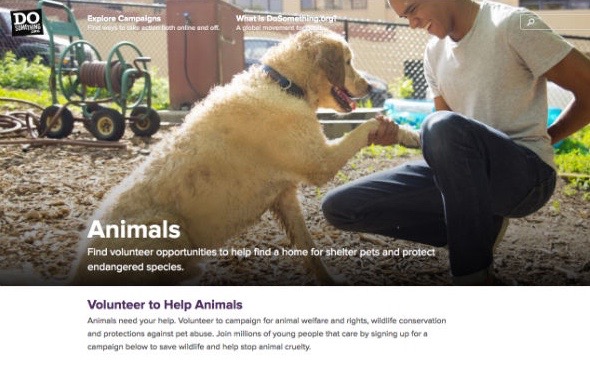 DO
SOMETHING
.ORG
Explore Campaigns
Find ways to take action both online and off.
What is DoSomething.org?
A global movement for
Animals
Find volunteer opportunities to help find a home for shelter pets and protect
endangered species.
Volunteer to Help Animals
Animals need your help. Volunteer to campaign for animal welfare and rights, wildlife conservation
and protections against pet abuse. Join millions of young people that care by signing up for a
campaign below to save wildlife and help stop animal cruelty.